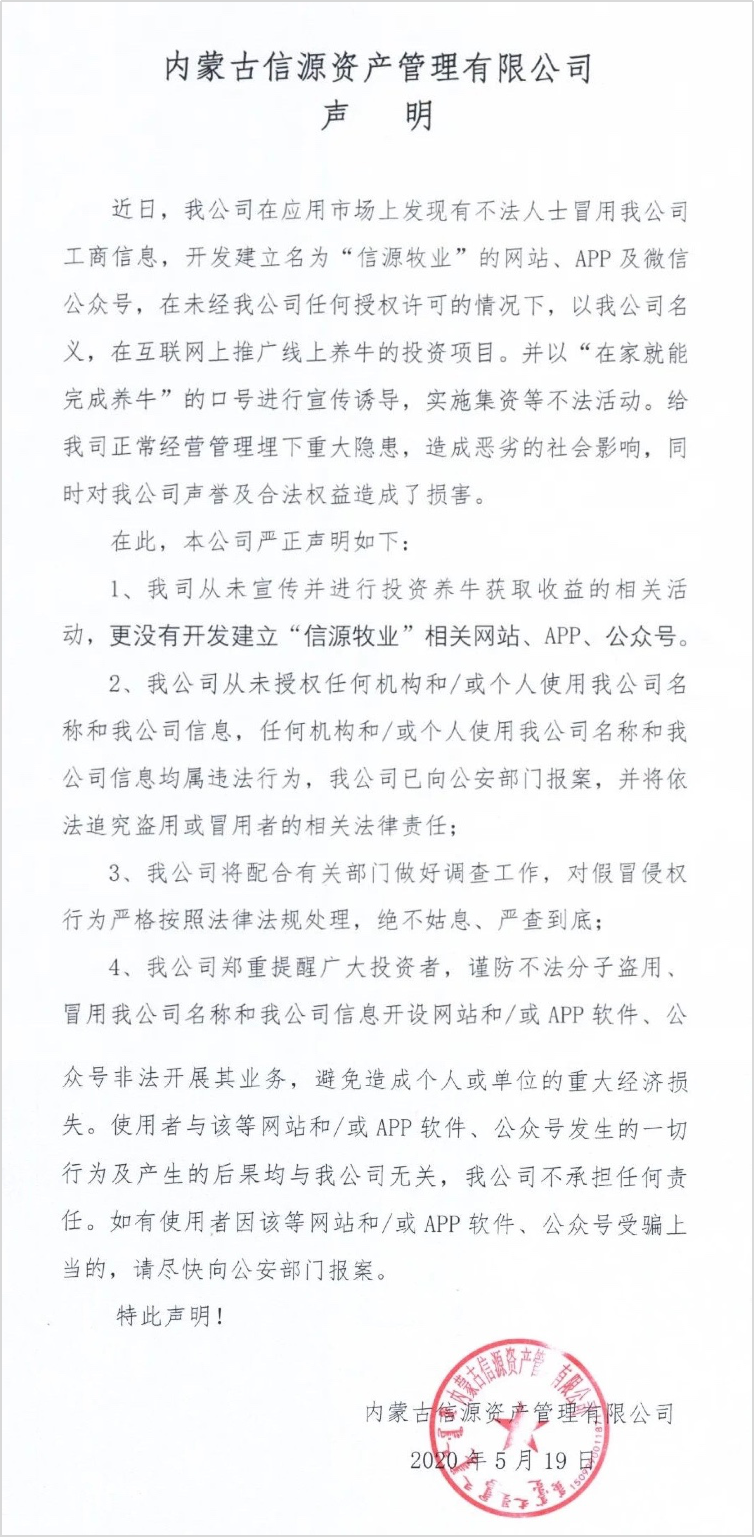 内蒙古信源资产管理有限公司
声 明
近日，我公司在应用市场上发现有不法人士冒用我公司
工商信息，开发建立名为“信源牧业”的网站、APP及微信
公众号，在未经我公司任何授权许可的情况下，以我公司名
义，在互联网上推广线上养牛的投资项目。并以“在家就能
完成养牛”的口号进行宣传诱导，实施集资等不法活动。给
我司正常经营管理埋下重大隐患，造成恶劣的社会影响，同
时对我公司声誉及合法权益造成了损害。
在此，本公司严正声明如下：
1、我司从未宣传并进行投资养牛获取收益的相关活
动，更没有开发建立“信源牧业”相关网站、APP、公众号。
2、我公司从未授权任何机构和/或个人使用我公司名
称和我公司信息，任何机构和/或个人使用我公司名称和我
公司信息均属违法行为，我公司已向公安部门报案，并将依
法追究盗用或冒用者的相关法律责任；
3、我公司将配合有关部门做好调查工作，对假冒侵权
行为严格按照法律法规处理，绝不姑息、严查到底；
4、我公司郑重提醒广大投资者，谨防不法分子盗用、
冒用我公司名称和我公司信息开设网站和/或APP软件、公
众号非法开展其业务，避免造成个人或单位的重大经济损
失。使用者与该等网站和/或APP软件、公众号发生的一切
行为及产生的后果均与我公司无关，我公司不承担任何责
任。如有使用者因该等网站和/或APP软件、公众号受骗上
当的，请尽快向公安部门报案。
特此声明！
内蒙古信源资产管理有限公司
内蒙古信源资产管理有限公司
2020年5月19日